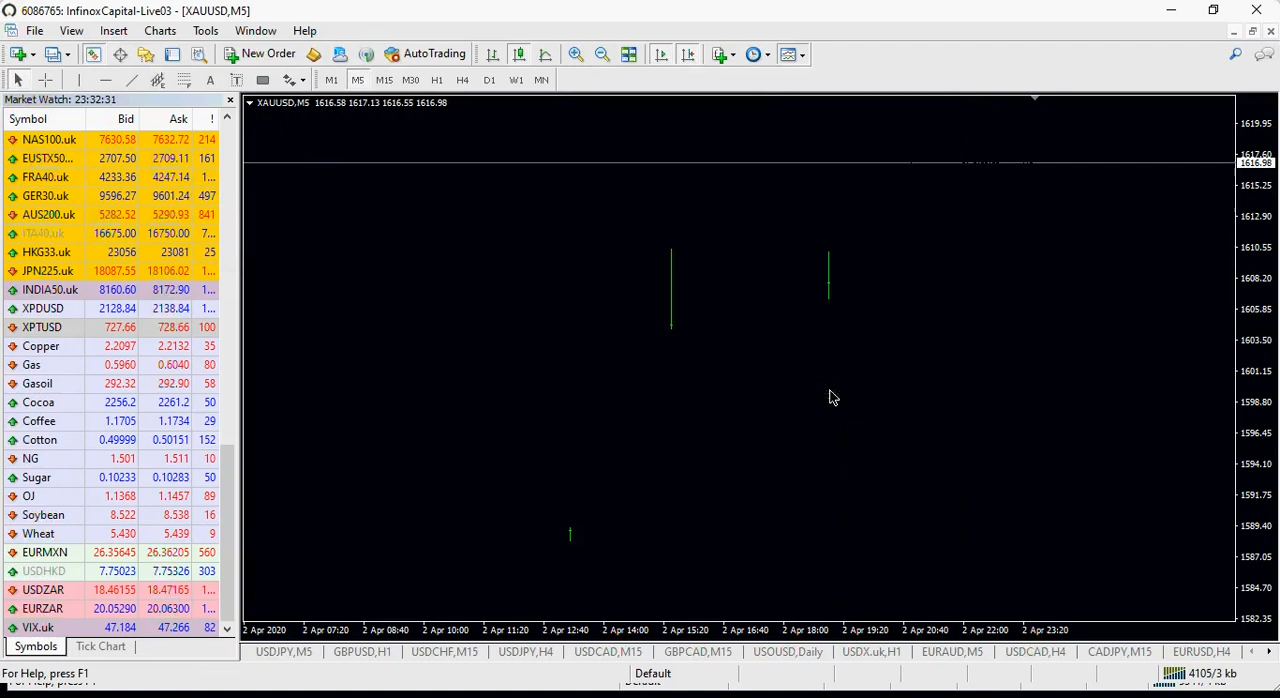 6086765: InfinoxCapital-Live03 - [XAUUSD,M5]
File View Insert Charts Tools Window Help
New Order AutoTrading
A T M1 M5 M15 M30 H1 H4 D1 W1 MN
Market Watch: 23:32:31
Symbol Bid Ask !
NAS100.uk 7630.58 7632.72 214
EUSTX50... 2707.50 2709.11 161
FRA40.uk 4233.36 4247.14 1...
GER30.uk 9596.27 9601.24 497
AUS200.uk 5282.52 5290.93 841
ITA40.uk 16675.00 16750.00 7...
HKG33.uk 23056 23081 25
JPN225.uk 18087.55 18106.02 1...
INDIA50.uk 8160.60 8172.90 1...
XPDUSD 2128.84 2138.84 1...
XPTUSD 727.66 728.66 100
Copper 2.2097 2.2132 35
Gas 0.5960 0.6040 80
Gasoil 292.32 292.90 58
Cocoa 2256.2 2261.2 50
Coffee 1.1705 1.1734 29
Cotton 0.49999 0.50151 152
NG 1.501 1.511 10
Sugar 0.10233 0.10283 50
OJ 1.1368 1.1457 89
Soybean 8.522 8.538 16
Wheat 5.430 5.439 9
EURMXN 26.35645 26.36205 560
USDHKD 7.75023 7.75326 303
USDZAR 18.46155 18.47165 1...
EURZAR 20.05290 20.06300 1...
VIX.uk 47.184 47.266 82
Symbols Tick Chart
XAUUSD,M5 1616.58 1617.13 1616.55 1616.98
1619.95
1617.60
1616.98
1615.25
1612.90
1610.55
1608.20
1605.85
1603.50
1601.15
1598.80
1596.45
1594.10
1591.75
1589.40
1587.05
1584.70
1582.35
2 Apr 2020 2 Apr 07:20 2 Apr 08:40 2 Apr 10:00 2 Apr 11:20 2 Apr 12:40 2 Apr 14:00 2 Apr 15:20 2 Apr 16:40 2 Apr 18:00 2 Apr 19:20 2 Apr 20:40 2 Apr 22:00 2 Apr 23:20
USDJPY,M5 GBPUSD,H1 USDCHF,M15 USDJPY,H4 USDCAD,M15 GBPCAD,M15 USOUSD,Daily USDX.uk,H1 EURAUD,M5 USDCAD,H4 CADJPY,M15 EURUSD,H4
For Help, press F1 Default 4105/3 kb